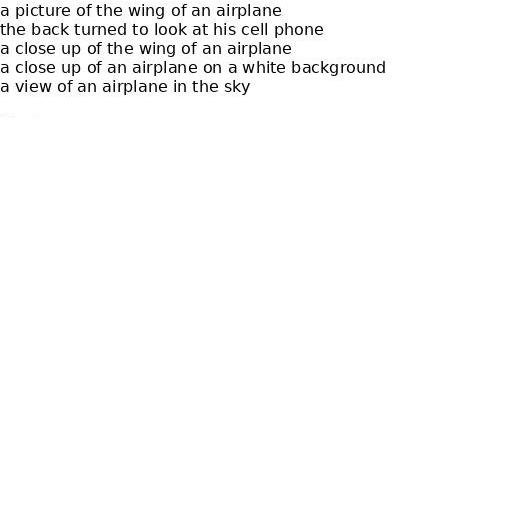 a picture of the wing of an airplane
the back turned to look at his cell phone
a close up of the wing of an airplane
a close up of an airplane on a white background
a view of an airplane in the sky